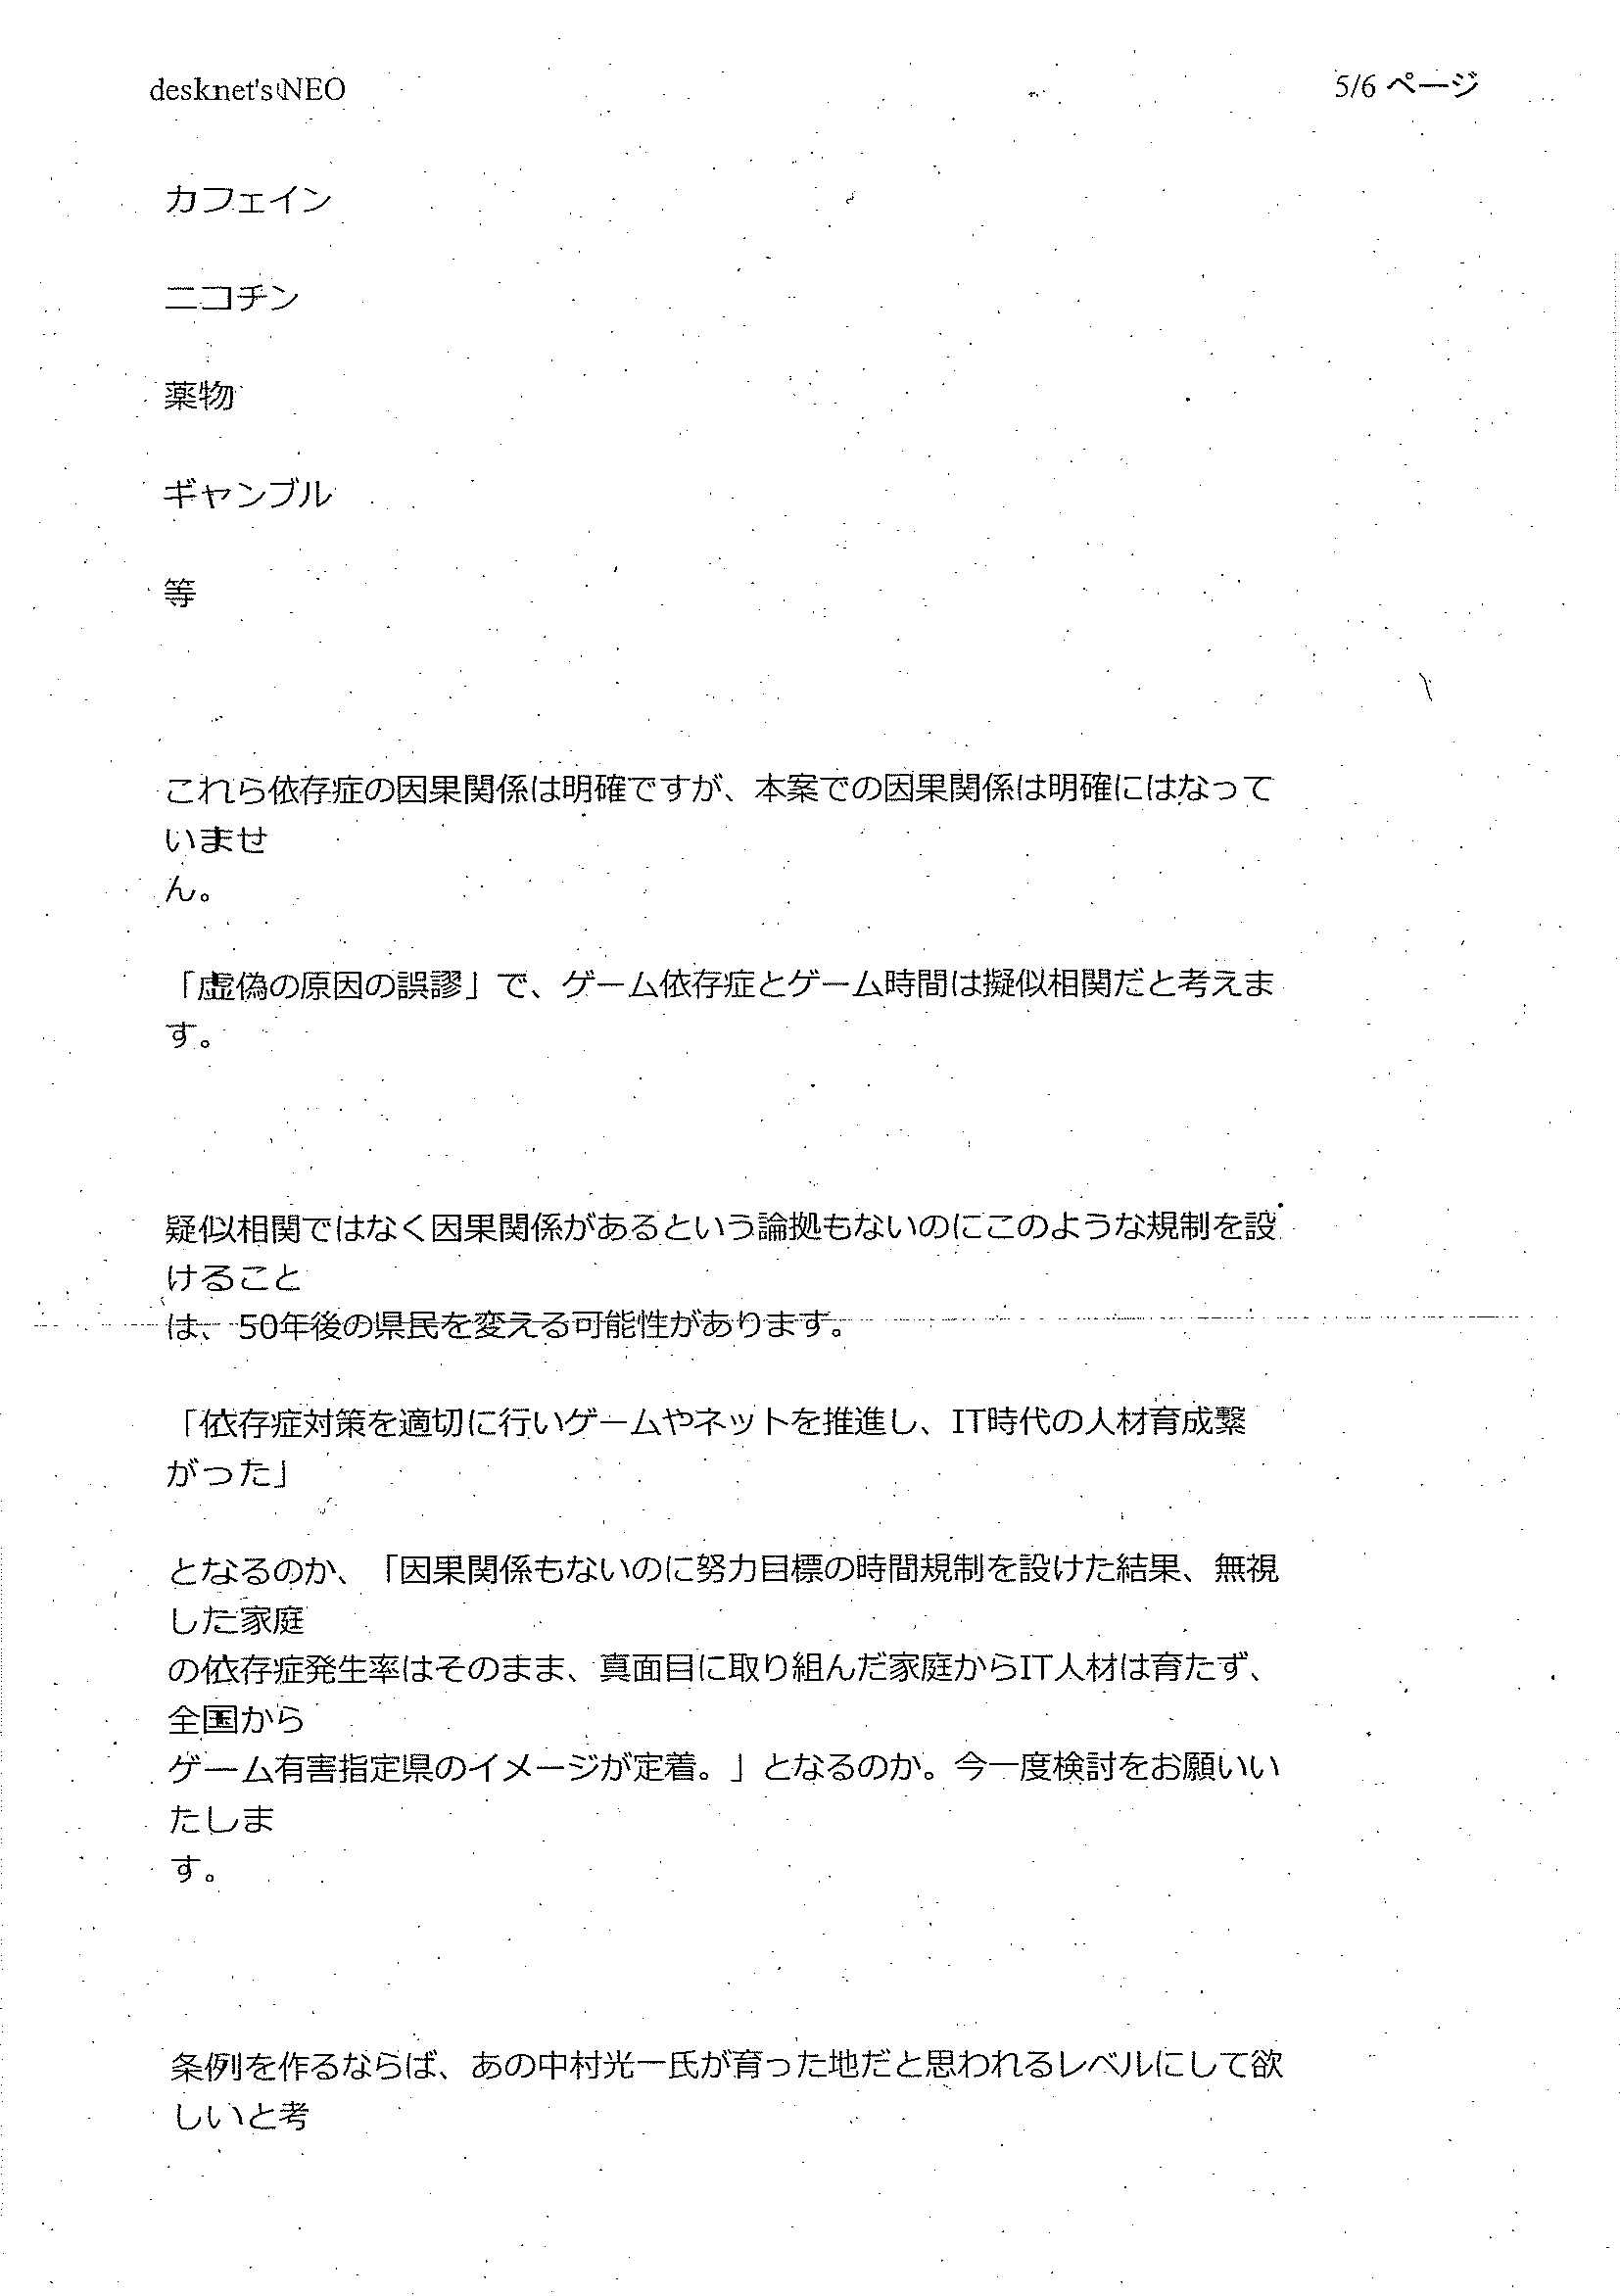 desknet's NEO
5/6 ページ
カフェイン
ニコチン
薬物
ギャンブル
等
これら依存症の因果関係は明確ですが、本案での因果関係は明確にはなって
いませ
ん。
「虚偽の原因の誤謬」で、ゲーム依存症とゲーム時間は擬似相関だと考えま
す。
疑似相関ではなく因果関係があるという論拠もないのにこのような規制を設
けること
は、50年後の県民を変える可能性があります。
「依存症対策を適切に行いゲームやネットを推進し、IT時代の人材育成繋
がった」
となるのか、「因果関係もないのに努力目標の時間規制を設けた結果、無視
した家庭
の依存症発生率はそのまま、真面目に取り組んだ家庭からIT人材は育たず、
全国から
ゲーム有害指定県のイメージが定着。」となるのか。今一度検討をお願いい
たしま
す。
条例を作るならば、あの中村光一氏が育った地だと思われるレベルにして欲
しいと考